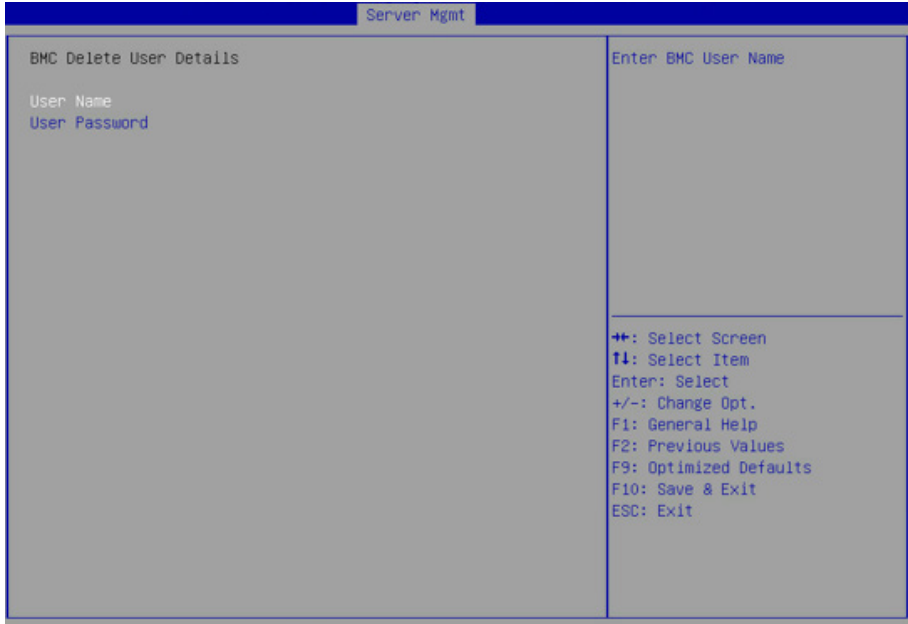 Server Mgmt
BMC Delete User Details
User Name
User Password
Enter BMC User Name
→←: Select Screen
↑↓: Select Item
Enter: Select
+/-: Change Opt.
F1: General Help
F2: Previous Values
F9: Optimized Defaults
F10: Save & Exit
ESC: Exit